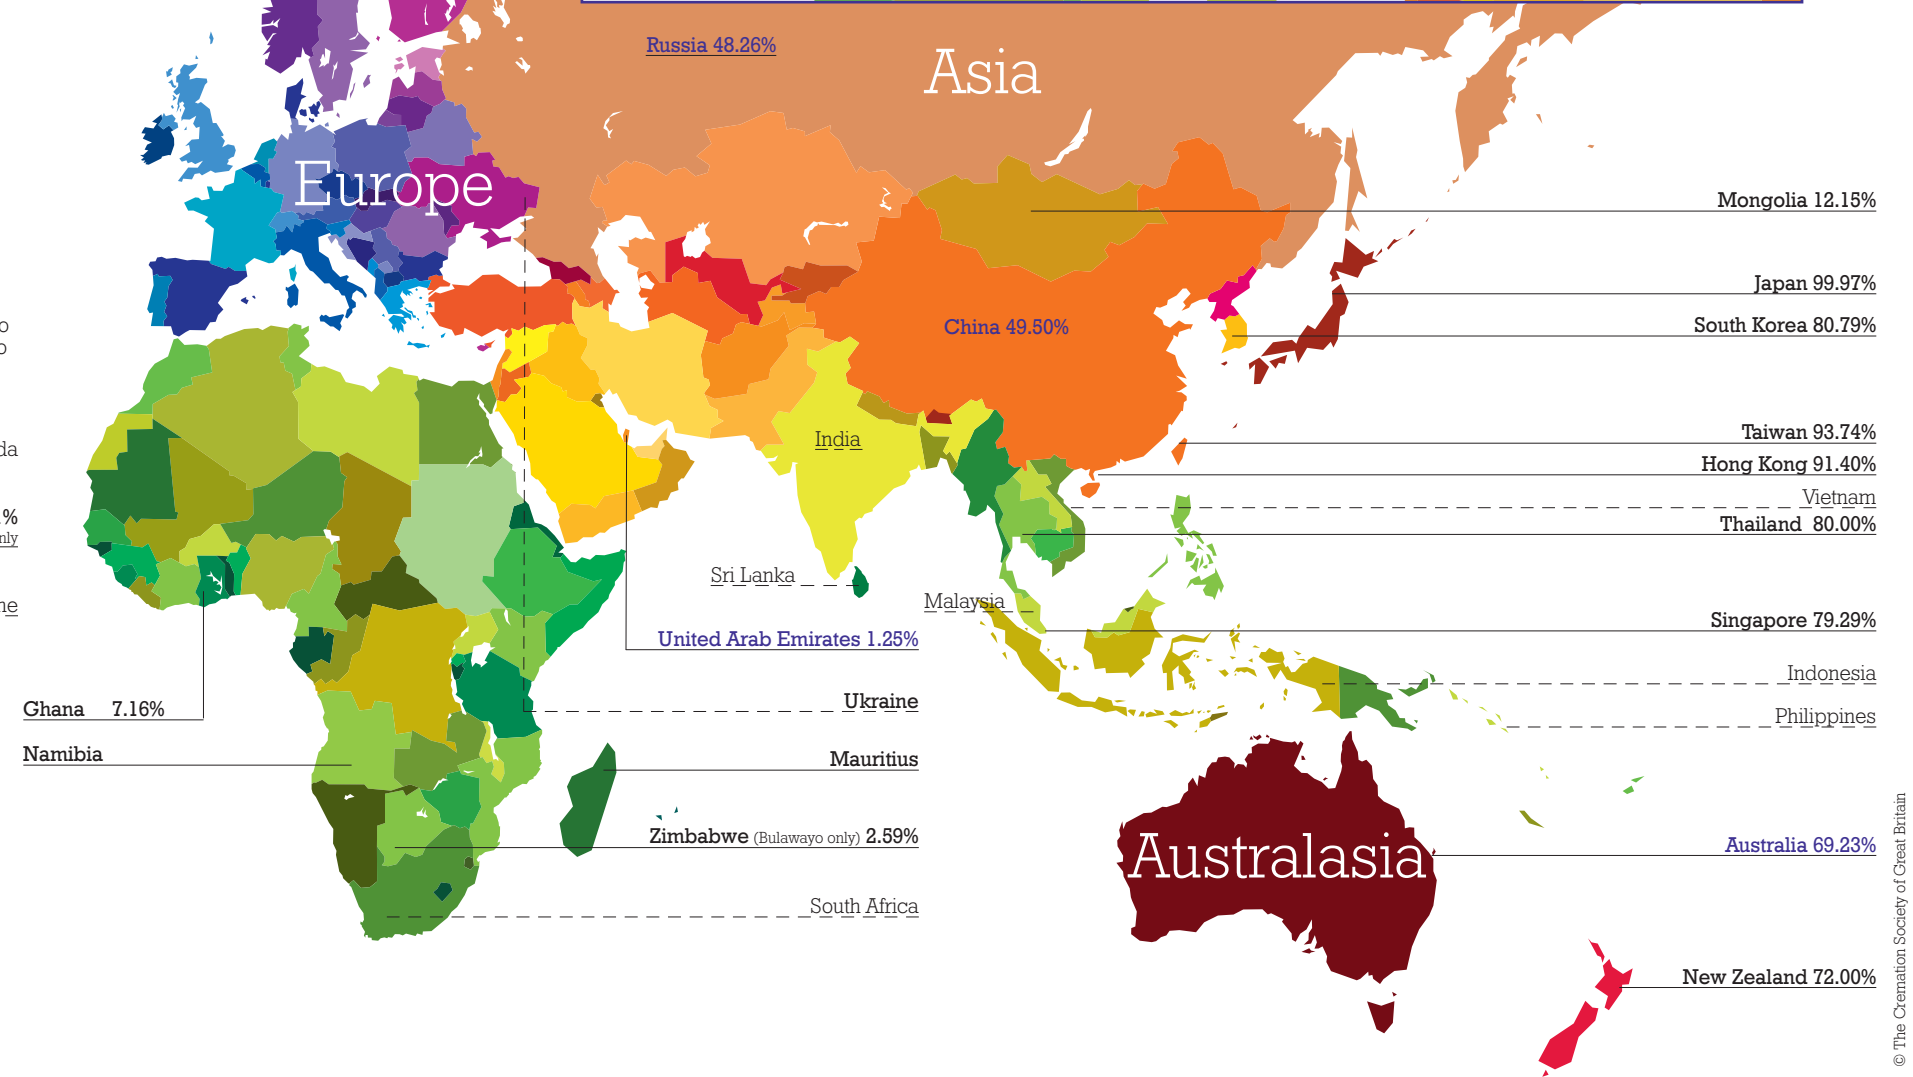 Russia 48.26%
Asia
Europe
Mongolia 12.15%
Japan 99.97%
China 49.50%
South Korea 80.79%
India
Taiwan 93.74%
Hong Kong 91.40%
Vietnam
Thailand 80.00%
Sri Lanka
Malaysia
Singapore 79.29%
United Arab Emirates 1.25%
Indonesia
Ghana 7.16%
Ukraine
Philippines
Namibia
Mauritius
Zimbabwe (Bulawayo only) 2.59%
Australia 69.23%
Australasia
South Africa
New Zealand 72.00%
© The Cremation Society of Great Britain